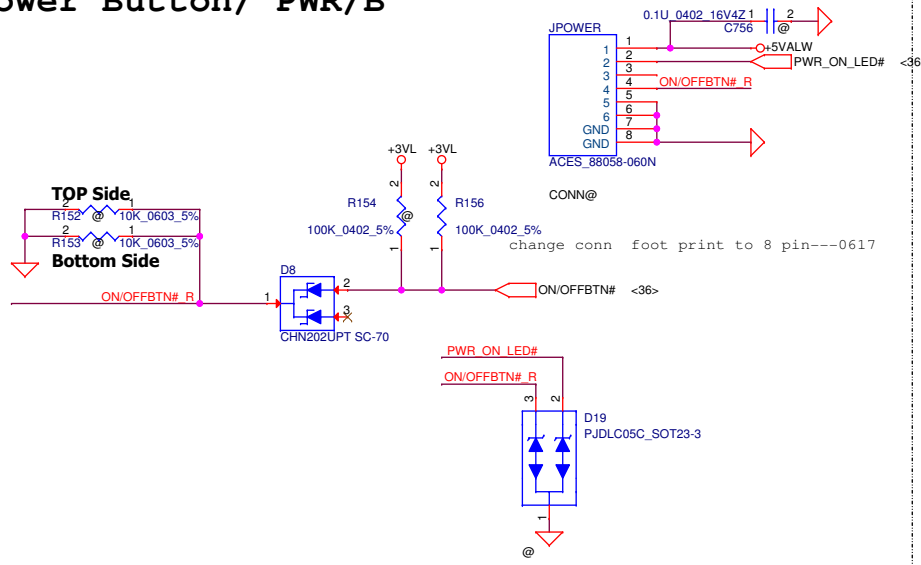 ower Button/ PWR/B
0.1U_0402_16V4Z 1 2
C756 @
JPOWER
1 1
2 2
3 3
4 4
5 5
6 6
GND 7
GND 8
+5VALW
PWR_ON_LED# <36
ON/OFFBTN#_R
ACES_88058-060N
CONN@
+3VL +3VL
2 2
R154 @ R156
100K_0402_5% 100K_0402_5%
1 1
change conn foot print to 8 pin---0617
TOP Side
2 1
R152 @ 10K_0603_5%
2 1
R153 @ 10K_0603_5%
Bottom Side
D8
ON/OFFBTN#_R 1 2 ON/OFFBTN# <36>
3
CHN202UPT SC-70
PWR_ON_LED#
ON/OFFBTN#_R
3 2
D19
PJDLC05C_SOT23-3
1
@